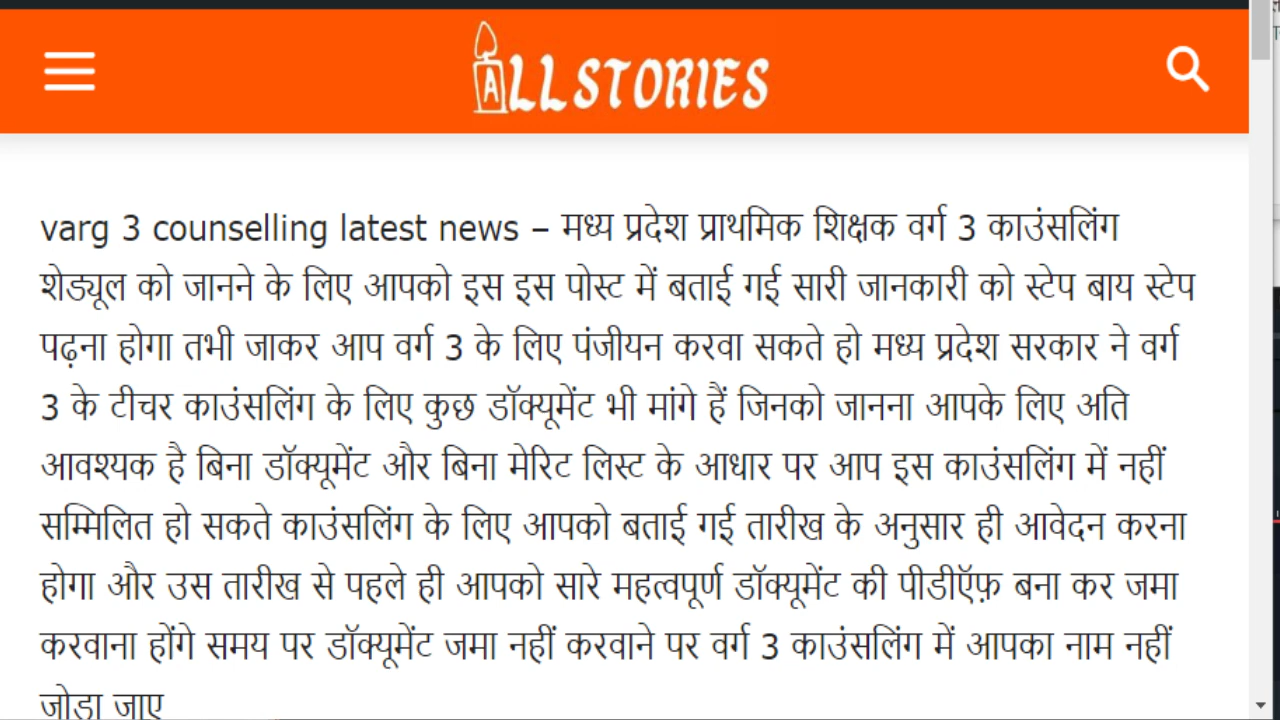 ALLSTORIES
varg 3 counselling latest news – मध्य प्रदेश प्राथमिक शिक्षक वर्ग 3 काउंसलिंग
शेड्यूल को जानने के लिए आपको इस इस पोस्ट में बताई गई सारी जानकारी को स्टेप बाय स्टेप
पढ़ना होगा तभी जाकर आप वर्ग 3 के लिए पंजीयन करवा सकते हो मध्य प्रदेश सरकार ने वर्ग
3 के टीचर काउंसलिंग के लिए कुछ डॉक्यूमेंट भी मांगे हैं जिनको जानना आपके लिए अति
आवश्यक है बिना डॉक्यूमेंट और बिना मेरिट लिस्ट के आधार पर आप इस काउंसलिंग में नहीं
सम्मिलित हो सकते काउंसलिंग के लिए आपको बताई गई तारीख के अनुसार ही आवेदन करना
होगा और उस तारीख से पहले ही आपको सारे महत्वपूर्ण डॉक्यूमेंट की पीडीऍफ़ बना कर जमा
करवाना होंगे समय पर डॉक्यूमेंट जमा नहीं करवाने पर वर्ग 3 काउंसलिंग में आपका नाम नहीं
जोड़ा जाए